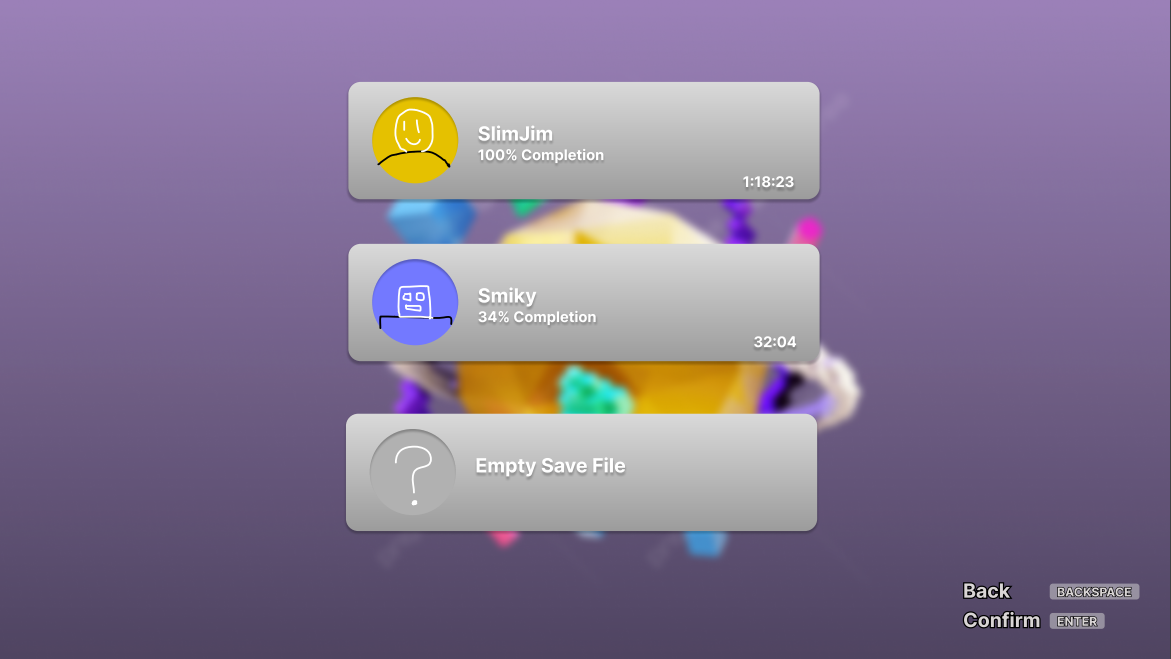 SlimJim
100% Completion
1:18:23
Smiky
34% Completion
32:04
?
Empty Save File
Back BACKSPACE
Confirm ENTER